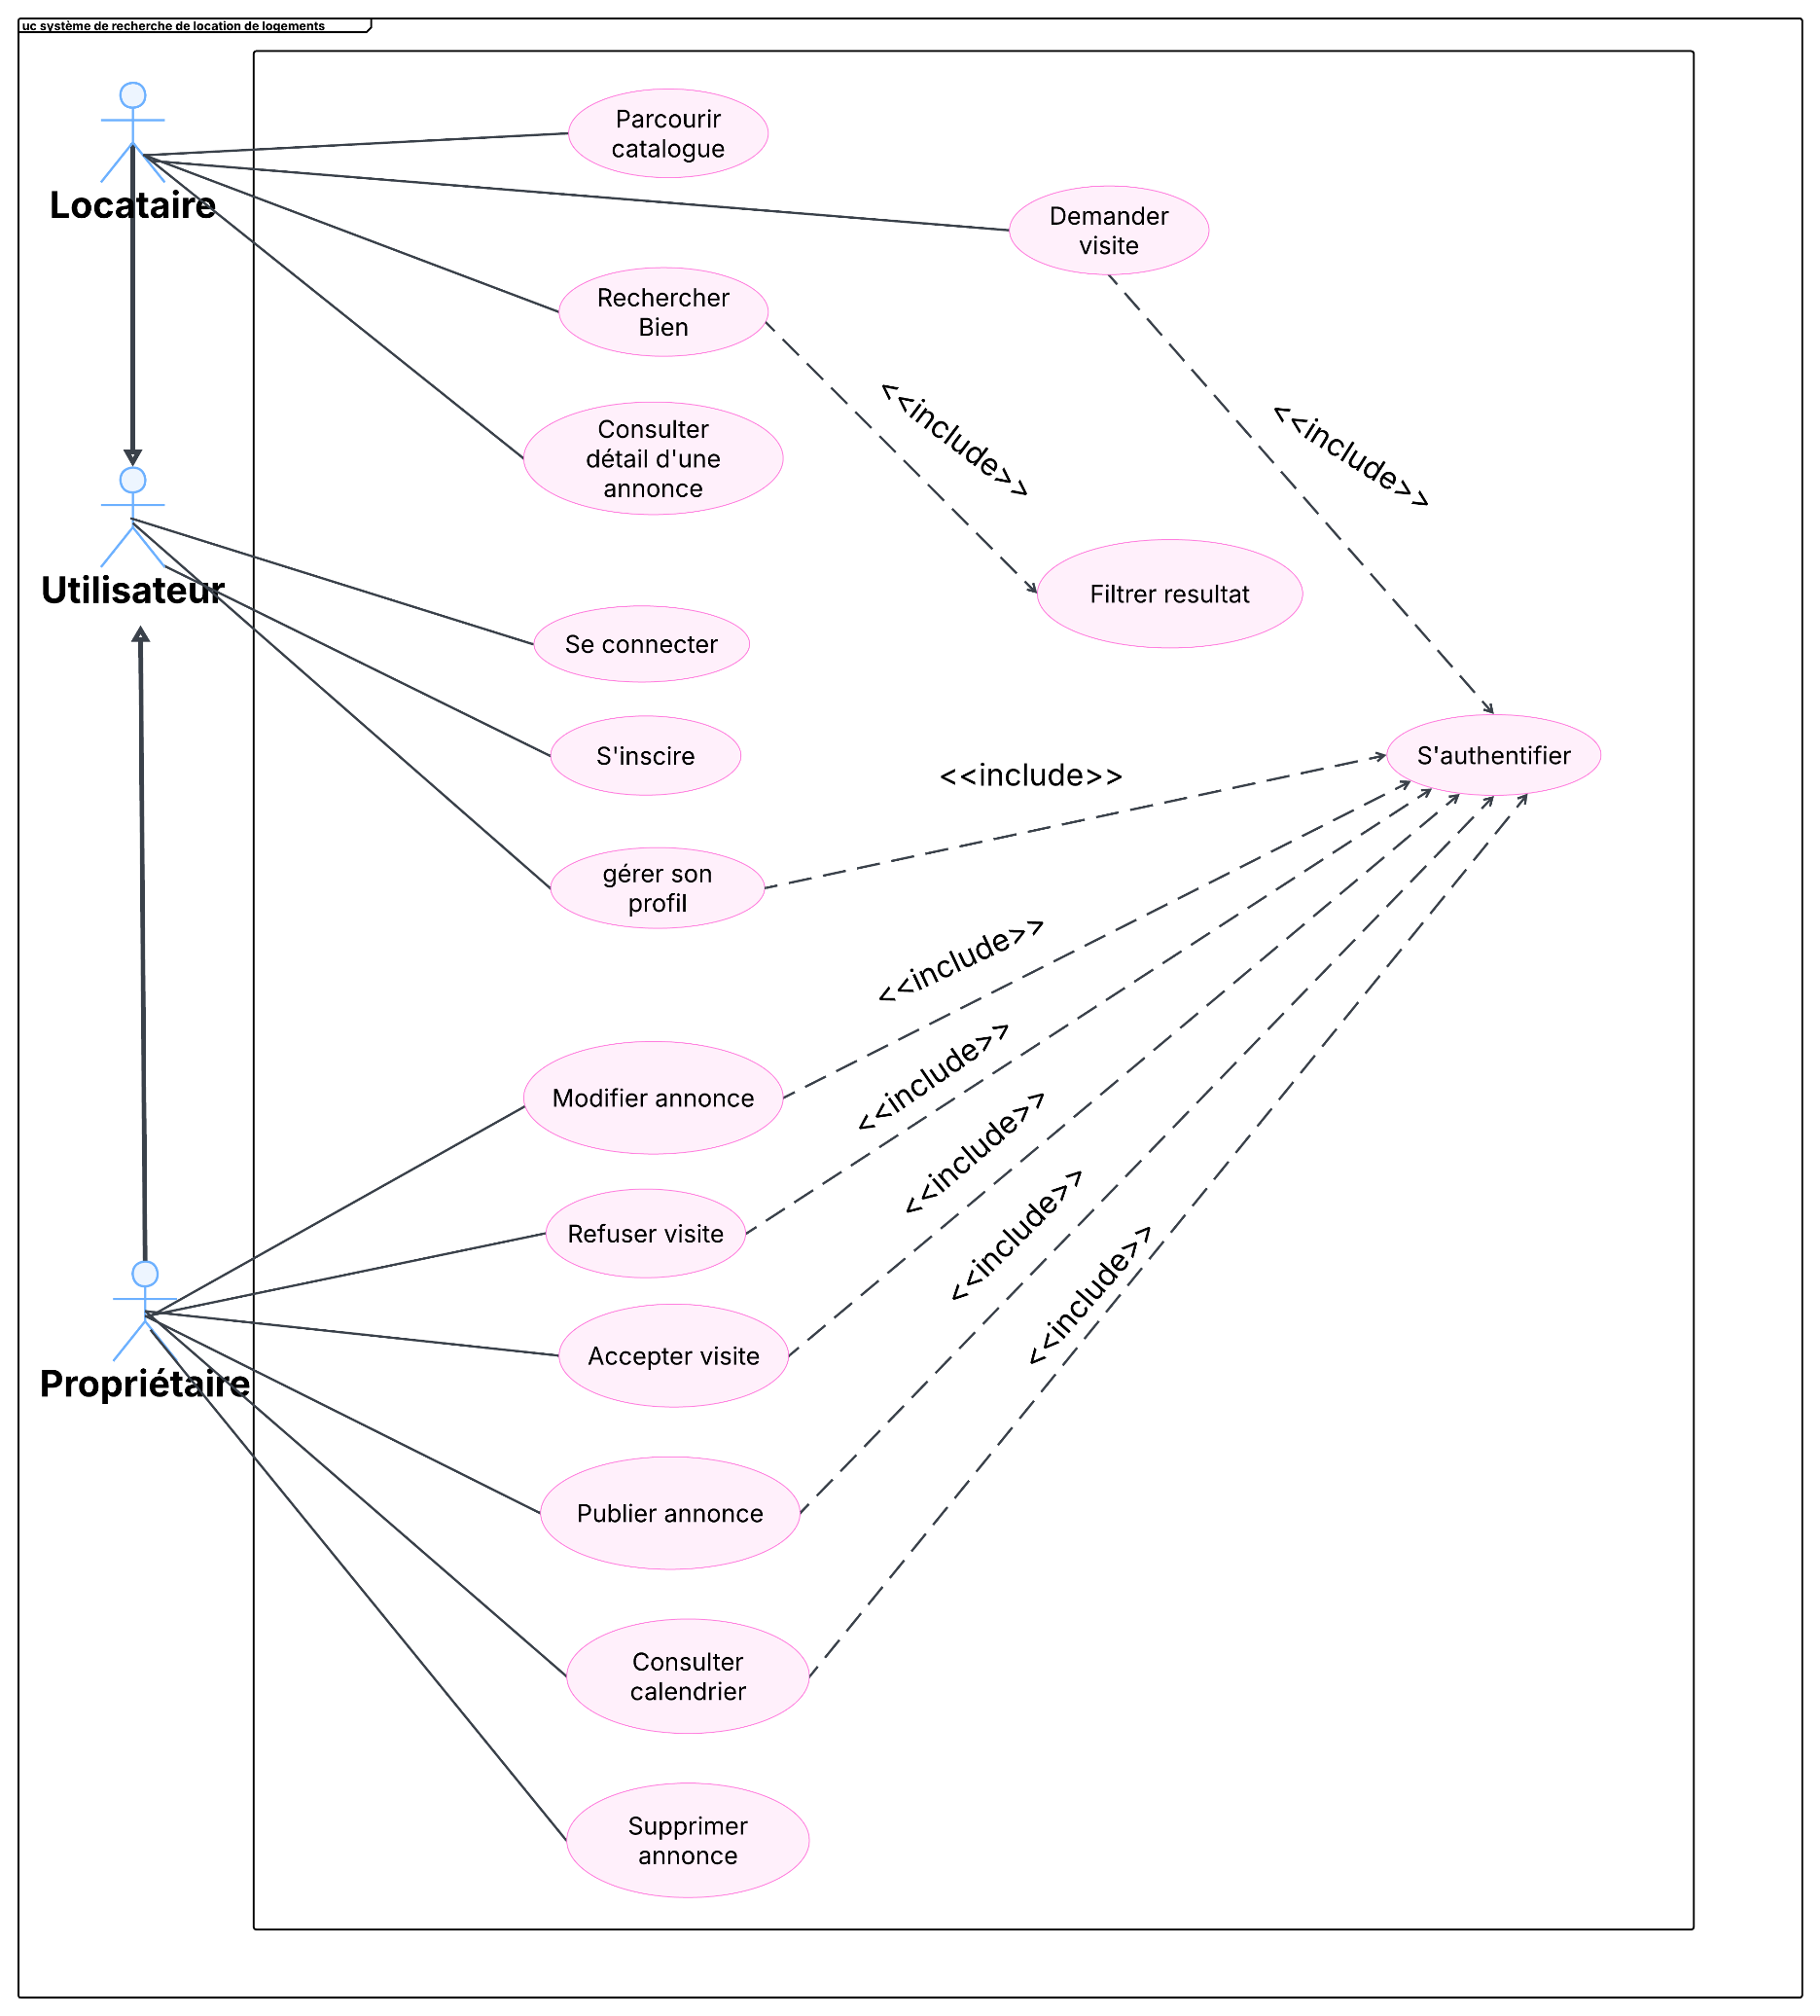 uc système de recherche de location de logements
Parcourir
catalogue
Locataire
Demander
visite
Rechercher
Bien
<<include>>
<<include>>
Consulter
détail d'une
annonce
Utilisateur
Filtrer resultat
Se connecter
S'inscire
S'authentifier
<<include>>
gérer son
profil
<<include>>
<<include>>
Modifier annonce
<<include>>
<<include>>
Refuser visite
<<include>>
Accepter visite
Propriétaire
Publier annonce
Consulter
calendrier
Supprimer
annonce